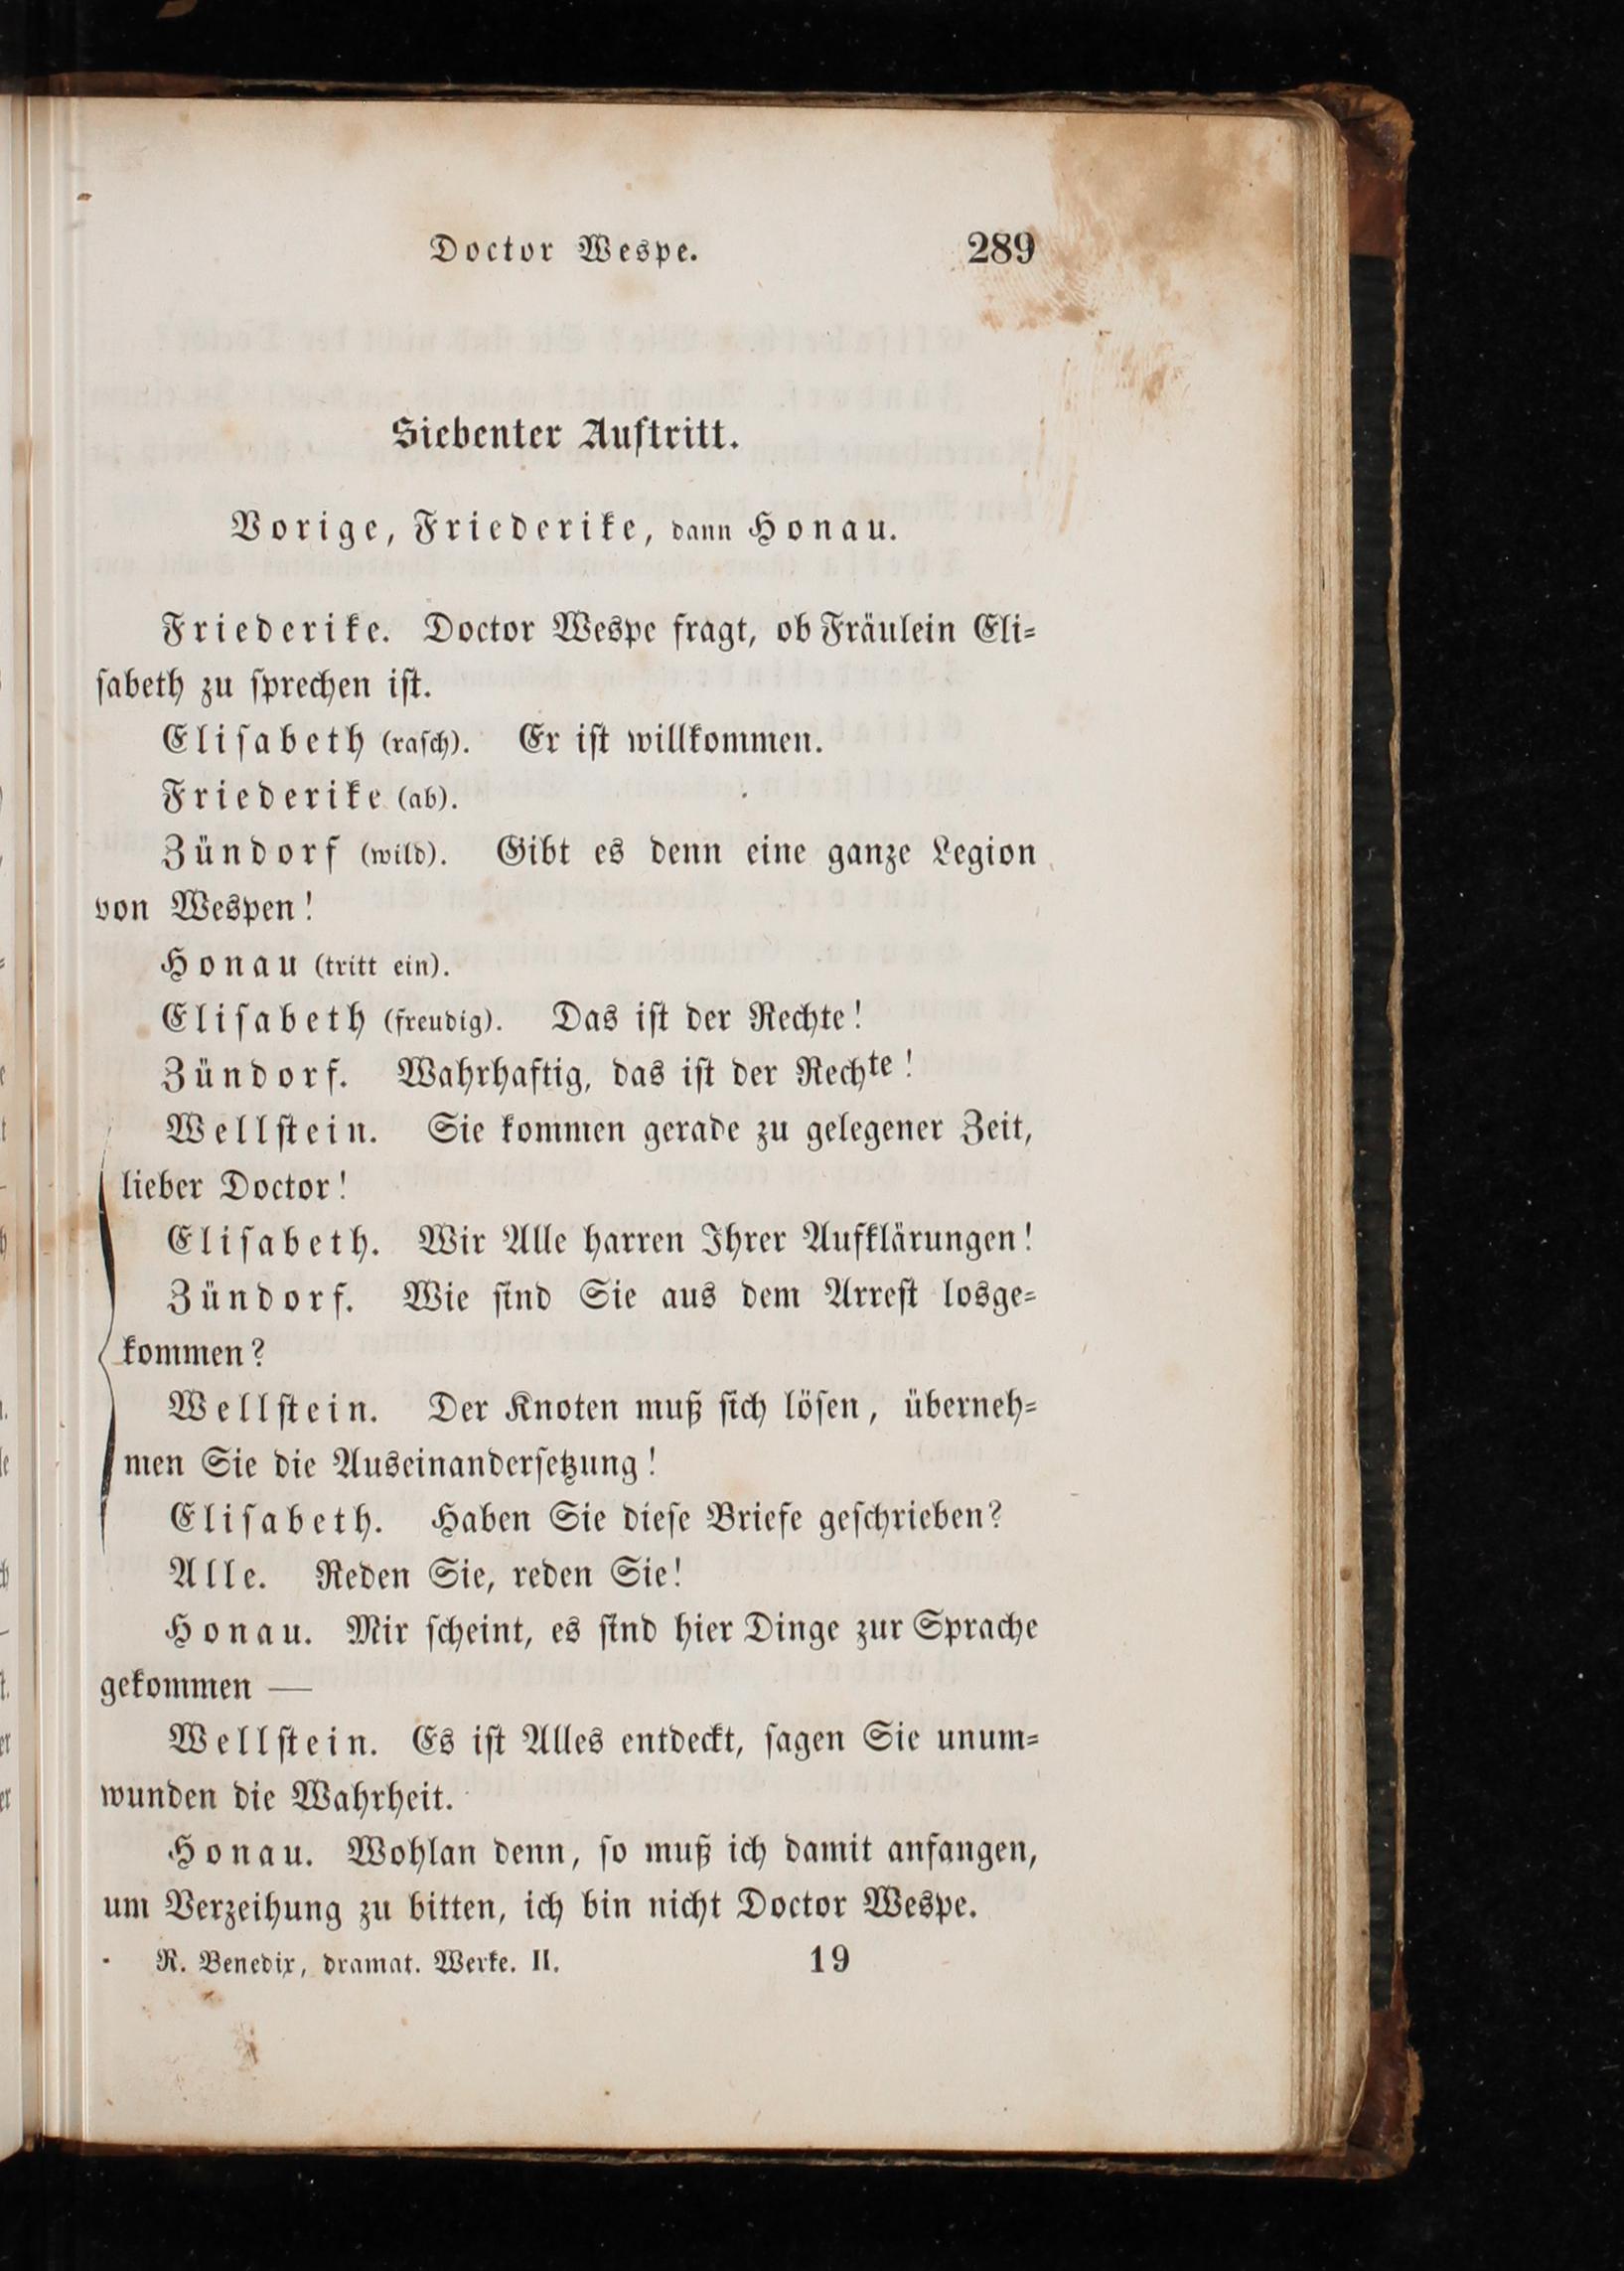 Doctor Wespe. 289
Siebenter Auftritt.
Vorige, Friederike, dann Honau.
Friederike. Doctor Wespe fragt, ob Fräulein Eli-
ſabeth zu ſprechen iſt.
Eliſabeth (raſch). Er iſt willkommen.
Friederike (ab).
Zündorf (wild). Gibt es denn eine ganze Legion
von Wespen!
Honau (tritt ein).
Eliſabeth (freudig). Das iſt der Rechte!
Zündorf. Wahrhaftig, das iſt der Rechte!
Wellſtein. Sie kommen gerade zu gelegener Zeit,
lieber Doctor!
Eliſabeth. Wir Alle harren Ihrer Aufklärungen!
Zündorf. Wie ſind Sie aus dem Arreſt losge-
kommen?
Wellſtein. Der Knoten muß ſich löſen, überneh-
men Sie die Auseinanderſetzung!
Eliſabeth. Haben Sie dieſe Briefe geſchrieben?
Alle. Reden Sie, reden Sie!
Honau. Mir ſcheint, es ſind hier Dinge zur Sprache
gekommen —
Wellſtein. Es iſt Alles entdeckt, ſagen Sie unum-
wunden die Wahrheit.
Honau. Wohlan denn, ſo muß ich damit anfangen,
um Verzeihung zu bitten, ich bin nicht Doctor Wespe.
R. Benedix, dramat. Werke. II. 19